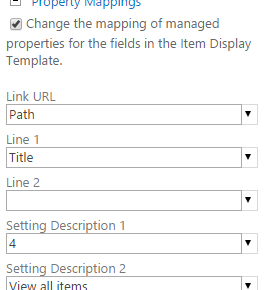 Property Mappings
Change the mapping of managed
properties for the fields in the Item Display
Template.
Link URL
Path
Line 1
Title
Line 2
Setting Description 1
4
Setting Description 2
View all items